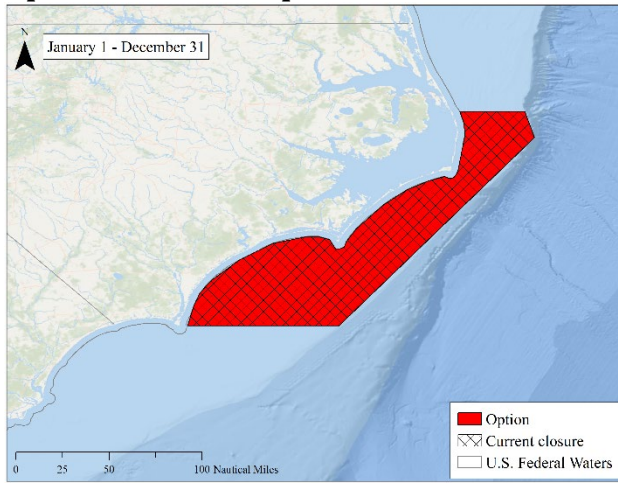 N
January 1 - December 31
Option
Current closure
U.S. Federal Waters
0 25 50 100 Nautical Miles